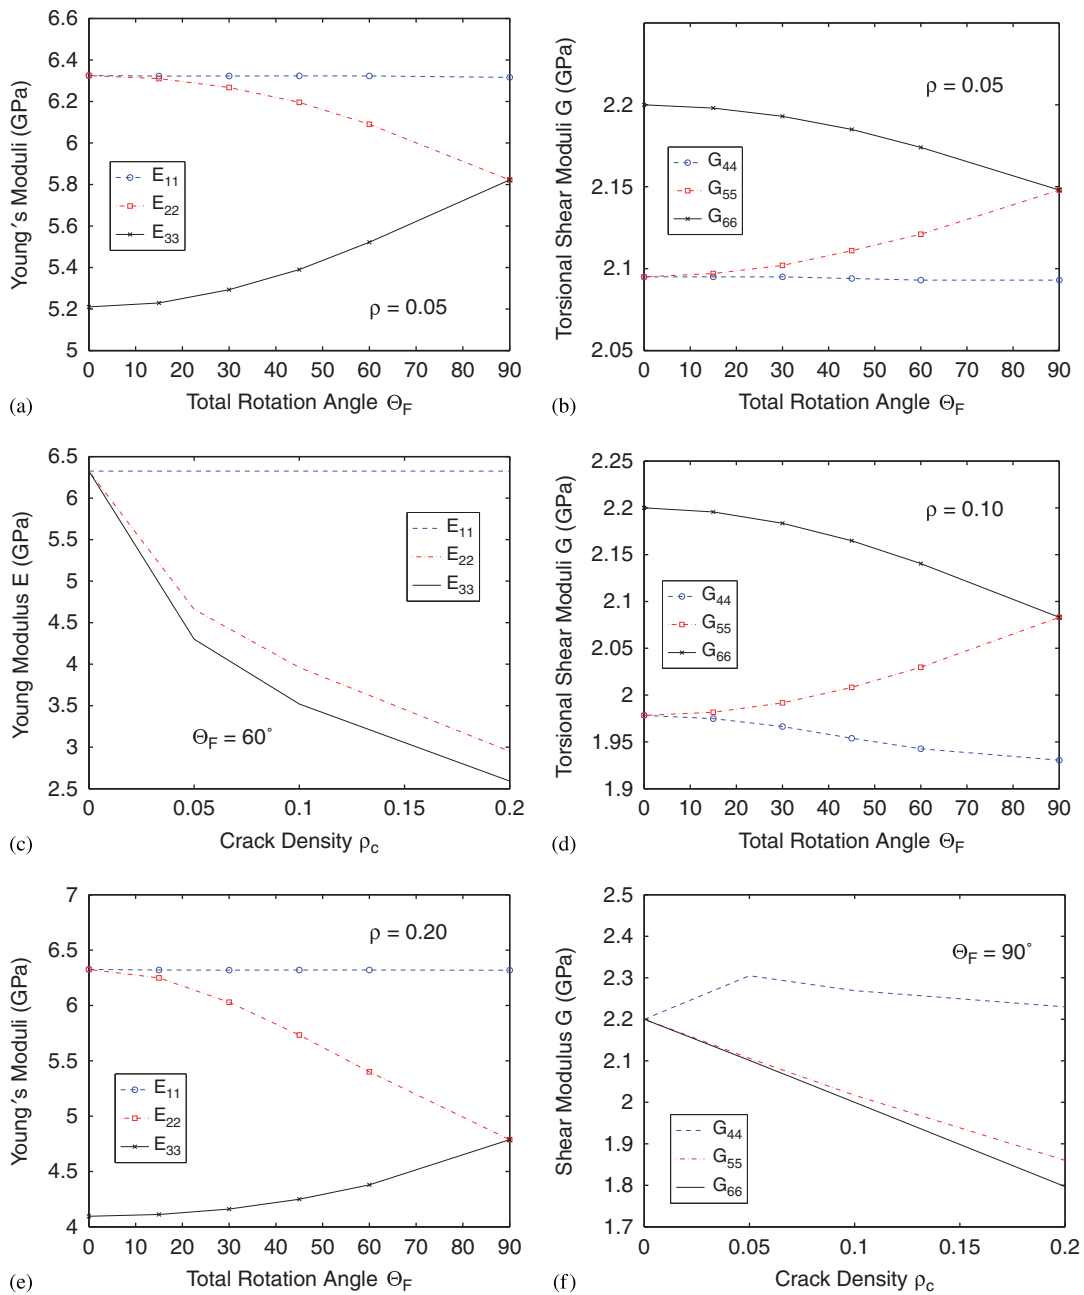 6.6
6.4
6.2
6
5.8
5.6
5.4
5.2
5
Young's Moduli (GPa)
E11
E22
E33
ρ = 0.05
0 10 20 30 40 50 60 70 80 90
(a) Total Rotation Angle ΘF
2.2
2.15
2.1
2.05
Torsional Shear Moduli G (GPa)
ρ = 0.05
G44
G55
G66
0 10 20 30 40 50 60 70 80 90
(b) Total Rotation Angle ΘF
6.5
6
5.5
5
4.5
4
3.5
3
2.5
Young Modulus E (GPa)
E11
E22
E33
ΘF = 60°
0 0.05 0.1 0.15 0.2
(c) Crack Density ρc
2.25
2.2
2.15
2.1
2.05
2
1.95
1.9
Torsional Shear Moduli G (GPa)
ρ = 0.10
G44
G55
G66
0 10 20 30 40 50 60 70 80 90
(d) Total Rotation Angle ΘF
7
6.5
6
5.5
5
4.5
4
Young's Moduli (GPa)
ρ = 0.20
E11
E22
E33
0 10 20 30 40 50 60 70 80 90
(e) Total Rotation Angle ΘF
2.5
2.4
2.3
2.2
2.1
2
1.9
1.8
1.7
Shear Modulus G (GPa)
ΘF = 90°
G44
G55
G66
0 0.05 0.1 0.15 0.2
(f) Crack Density ρc